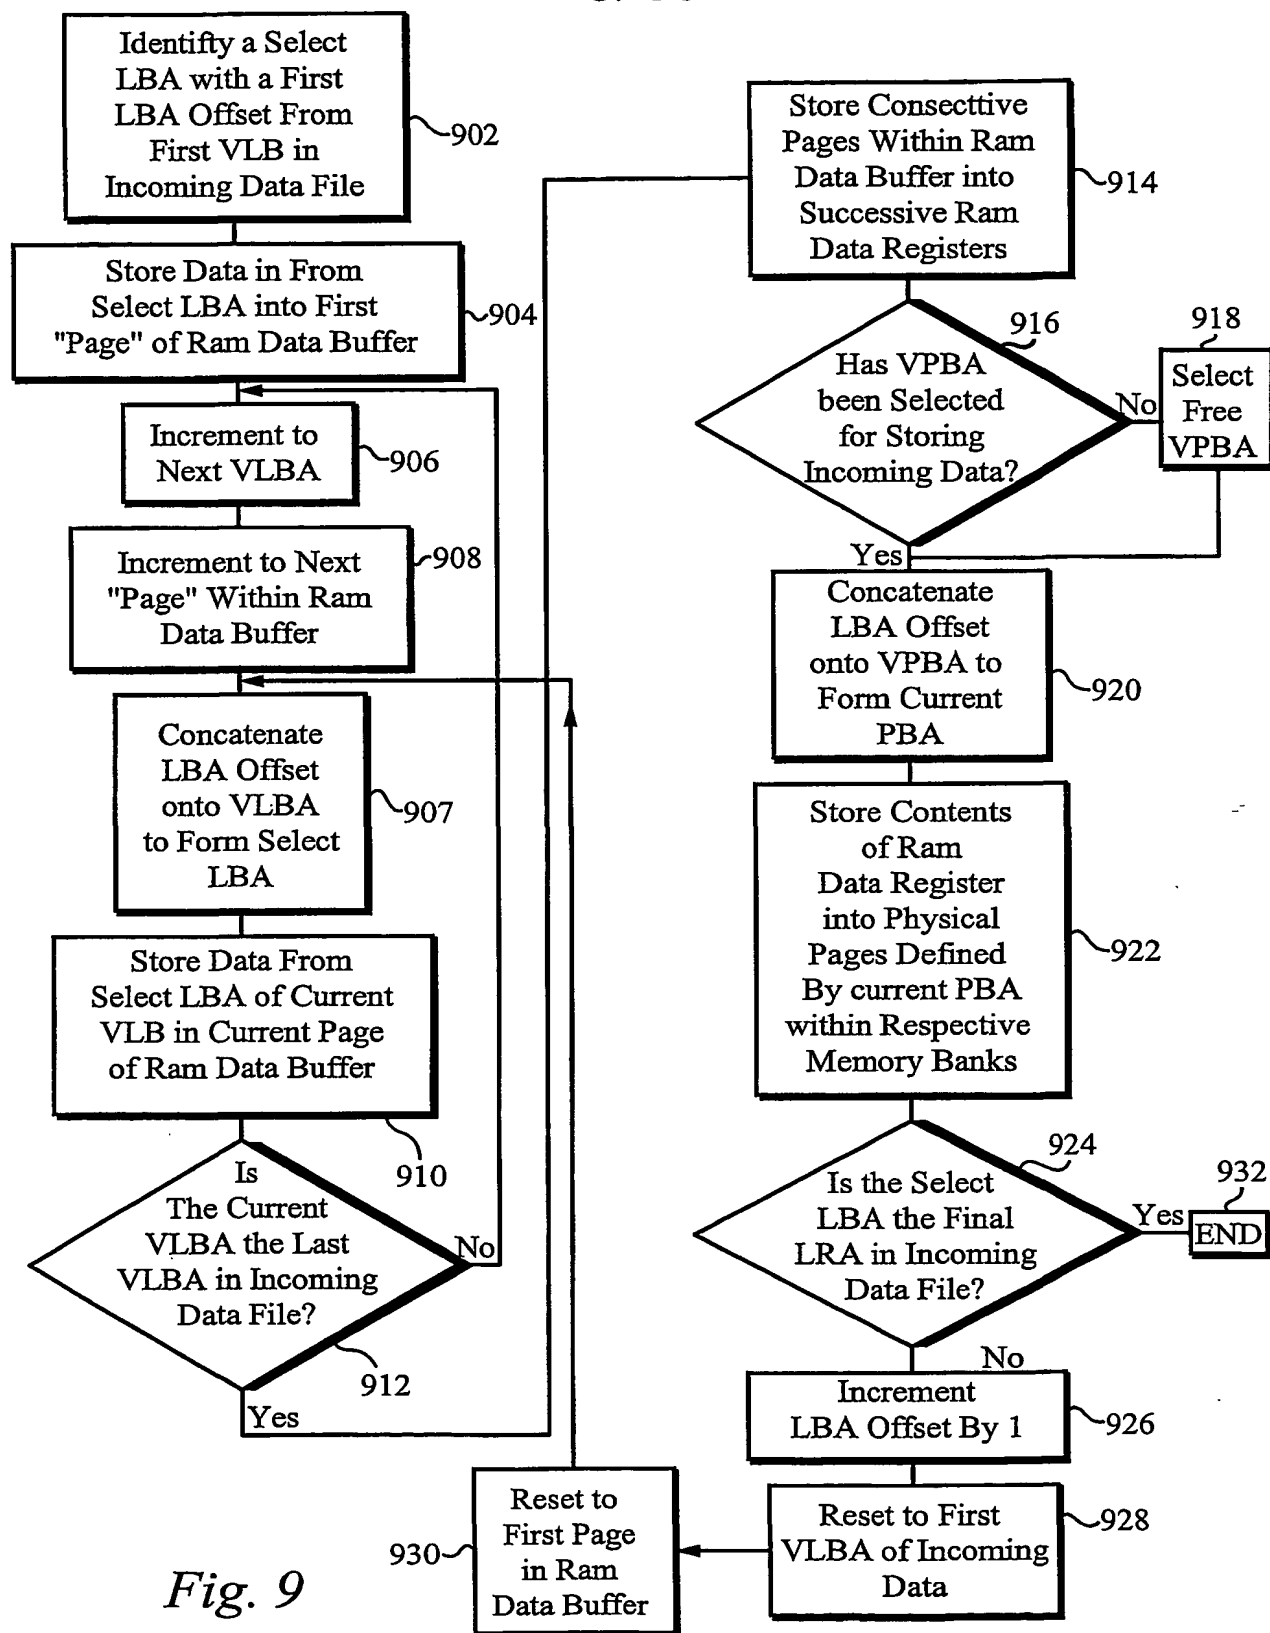 Identifty a Select
LBA with a First
LBA Offset From
First VLB in
Incoming Data File
902
Store Data in From
Select LBA into First
"Page" of Ram Data Buffer
904
Increment to
Next VLBA
906
Increment to Next
"Page" Within Ram
Data Buffer
908
Concatenate
LBA Offset
onto VLBA
to Form Select
LBA
907
Store Data From
Select LBA of Current
VLB in Current Page
of Ram Data Buffer
910
Is
The Current
VLBA the Last
VLBA in Incoming
Data File?
No
912
Yes
Store Consecttive
Pages Within Ram
Data Buffer into
Successive Ram
Data Registers
914
916
Has VPBA
been Selected
for Storing
Incoming Data?
No
918
Select
Free
VPBA
Yes
Concatenate
LBA Offset
onto VPBA to
Form Current
PBA
920
Store Contents
of Ram
Data Register
into Physical
Pages Defined
By current PBA
within Respective
Memory Banks
922
924
Is the Select
LBA the Final
LRA in Incoming
Data File?
Yes
932
END
No
Increment
LBA Offset By 1
926
Reset to First
VLBA of Incoming
Data
928
Reset to
First Page
in Ram
Data Buffer
930
Fig. 9